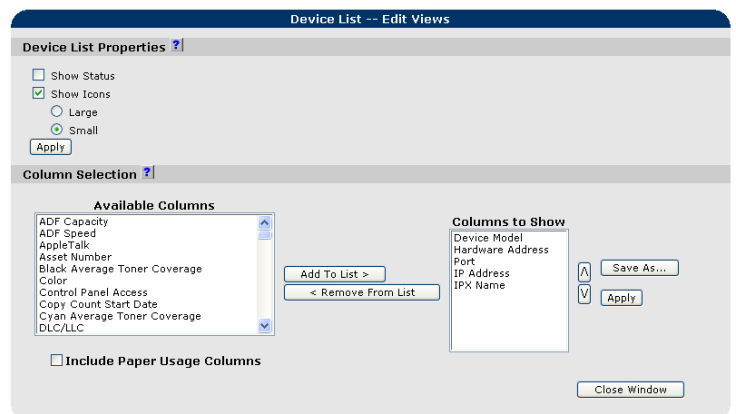 Device List -- Edit Views
Device List Properties ?
Show Status
Show Icons
Large
Small
Apply
Column Selection ?
Available Columns
ADF Capacity
ADF Speed
AppleTalk
Asset Number
Black Average Toner Coverage
Color
Control Panel Access
Copy Count Start Date
Cyan Average Toner Coverage
DLC/LLC
Add To List >
< Remove From List
Columns to Show
Device Model
Hardware Address
Port
IP Address
IPX Name
Λ
V
Save As...
Apply
Include Paper Usage Columns
Close Window